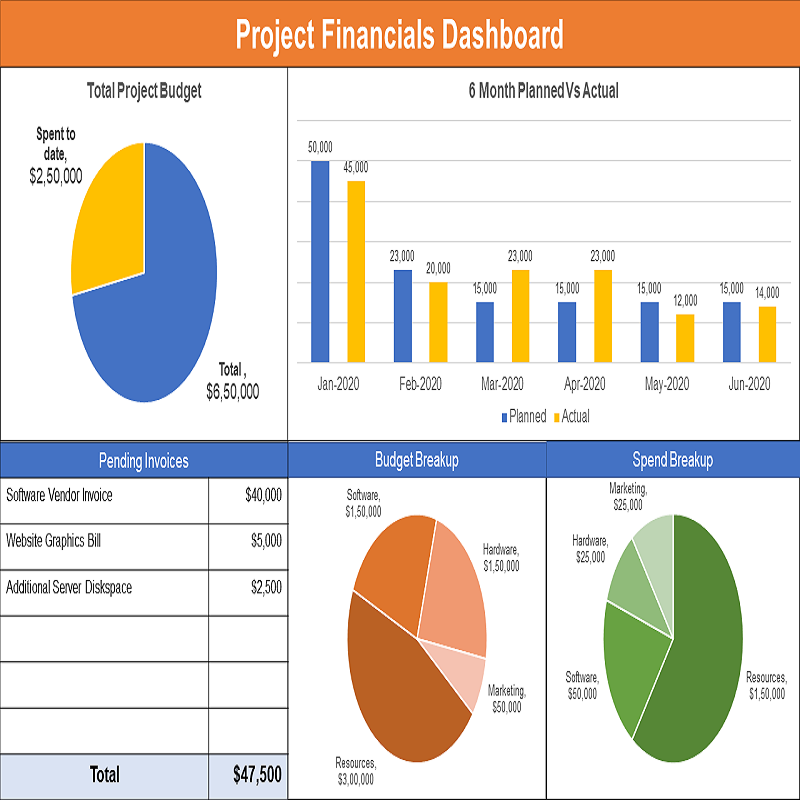 Project Financials Dashboard
Total Project Budget
Spent to
date,
$2,50,000
Total ,
$6,50,000
6 Month Planned Vs Actual
50,000
45,000
23,000
20,000
15,000
23,000
15,000
23,000
15,000
12,000
15,000
14,000
Jan-2020
Feb-2020
Mar-2020
Apr-2020
May-2020
Jun-2020
Planned
Actual
Pending Invoices
Software Vendor Invoice $40,000
Website Graphics Bill $5,000
Additional Server Diskspace $2,500
Total $47,500
Budget Breakup
Software,
$1,50,000
Hardware,
$1,50,000
Marketing,
$50,000
Resources,
$3,00,000
Spend Breakup
Marketing,
$25,000
Hardware,
$25,000
Software,
$50,000
Resources,
$1,50,000